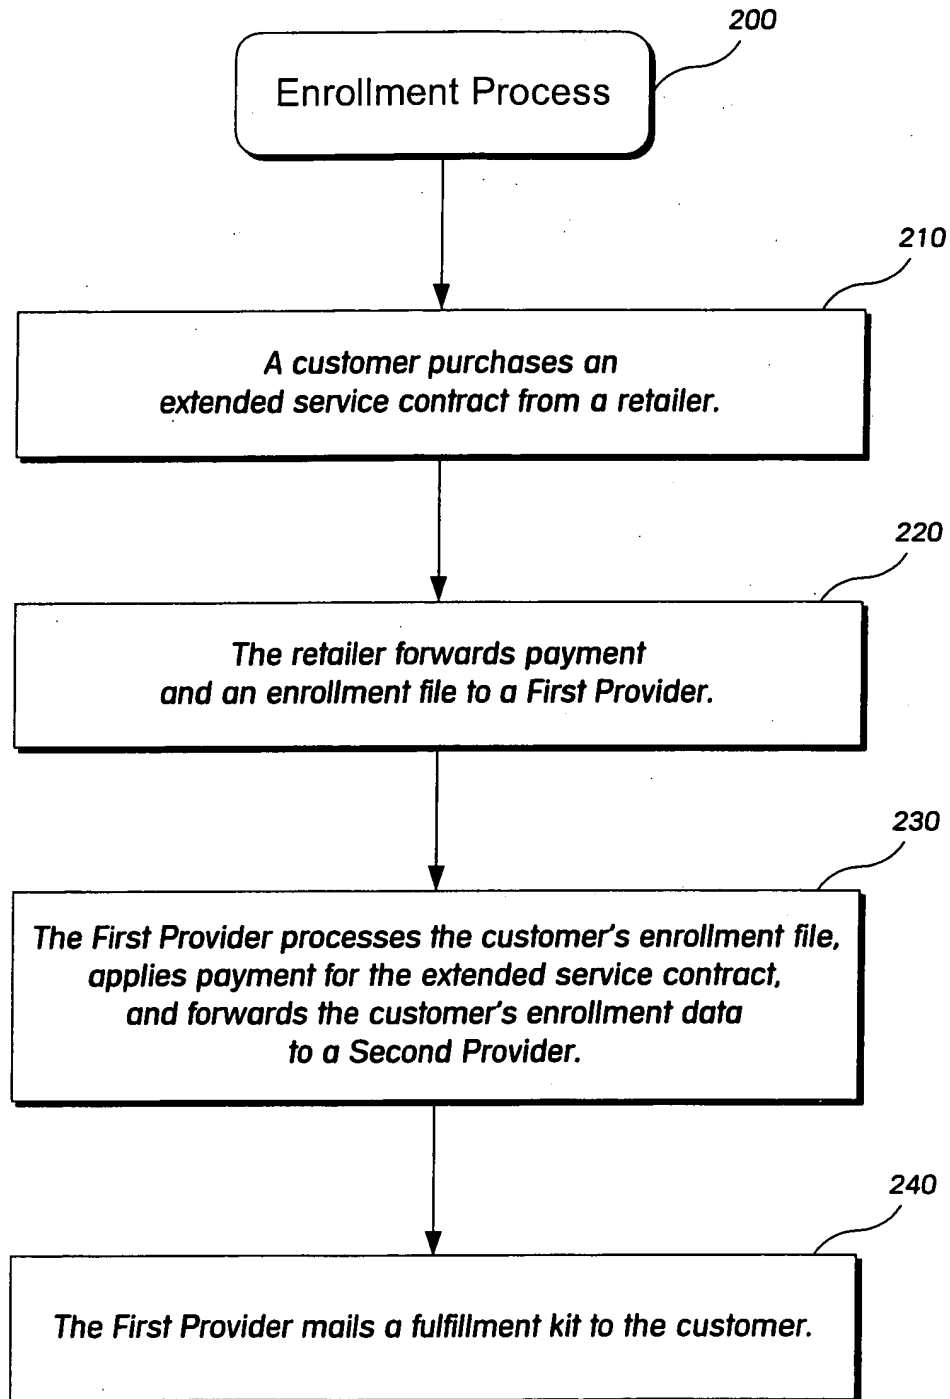 200
Enrollment Process
210
A customer purchases an
extended service contract from a retailer.
220
The retailer forwards payment
and an enrollment file to a First Provider.
230
The First Provider processes the customer's enrollment file,
applies payment for the extended service contract,
and forwards the customer's enrollment data
to a Second Provider.
240
The First Provider mails a fulfillment kit to the customer.